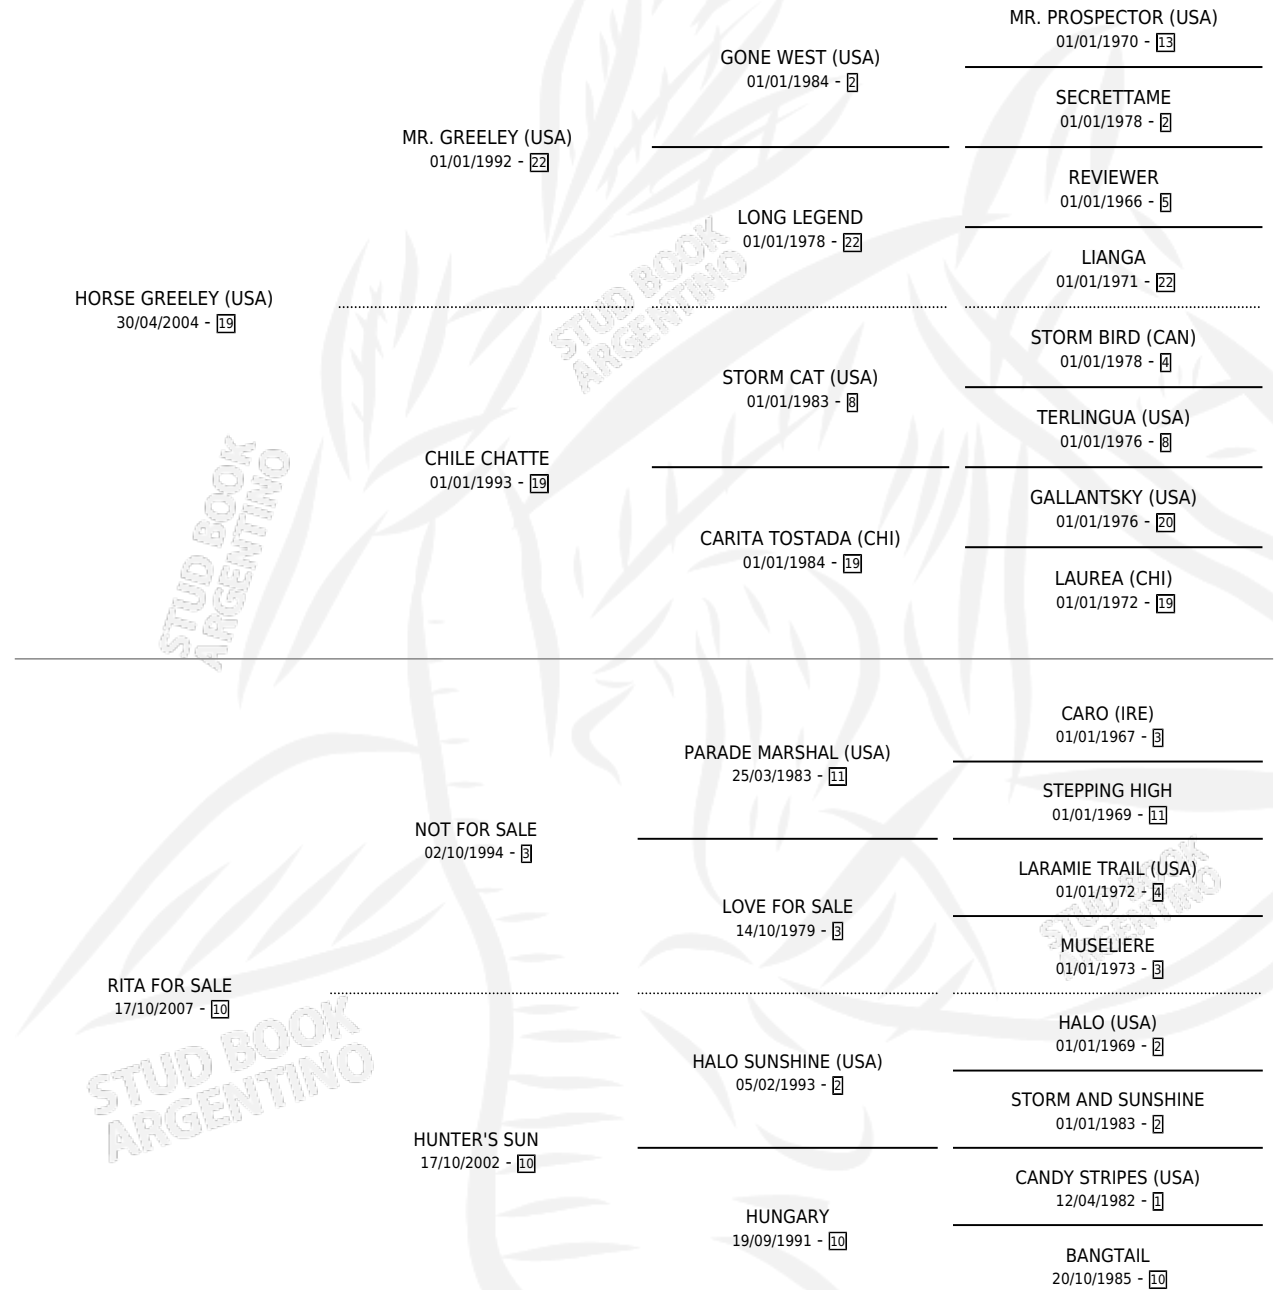 MR. PROSPECTOR (USA)
01/01/1970 - 13
GONE WEST (USA)
01/01/1984 - 2
SECRETTAME
01/01/1978 - 2
MR. GREELEY (USA)
01/01/1992 - 22
REVIEWER
01/01/1966 - 5
LONG LEGEND
01/01/1978 - 22
LIANGA
01/01/1971 - 22
HORSE GREELEY (USA)
30/04/2004 - 19
STUD BOOK
ARGENTINO
STORM BIRD (CAN)
01/01/1978 - 4
STORM CAT (USA)
01/01/1983 - 8
TERLINGUA (USA)
01/01/1976 - 8
CHILE CHATTE
01/01/1993 - 19
GALLANTSKY (USA)
01/01/1976 - 20
CARITA TOSTADA (CHI)
01/01/1984 - 19
LAUREA (CHI)
01/01/1972 - 19
STUD BOOK
ARGENTINO
CARO (IRE)
01/01/1967 - 3
PARADE MARSHAL (USA)
25/03/1983 - 11
STEPPING HIGH
01/01/1969 - 11
NOT FOR SALE
02/10/1994 - 3
LARAMIE TRAIL (USA)
01/01/1972 - 4
LOVE FOR SALE
14/10/1979 - 3
STUD BOOK
ARGENTINO
MUSELIERE
01/01/1973 - 3
RITA FOR SALE
17/10/2007 - 10
HALO (USA)
01/01/1969 - 2
HALO SUNSHINE (USA)
05/02/1993 - 2
STUD BOOK
ARGENTINO
STORM AND SUNSHINE
01/01/1983 - 2
HUNTER'S SUN
17/10/2002 - 10
CANDY STRIPES (USA)
12/04/1982 - 1
HUNGARY
19/09/1991 - 10
BANGTAIL
20/10/1985 - 10